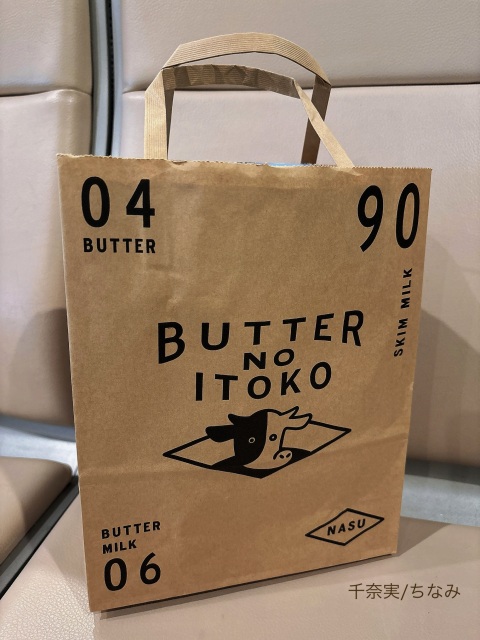 04
BUTTER
90
SKIM MILK
BUTTER
NO
ITOKO
BUTTER
MILK
06
NASU
千奈実/ちなみ